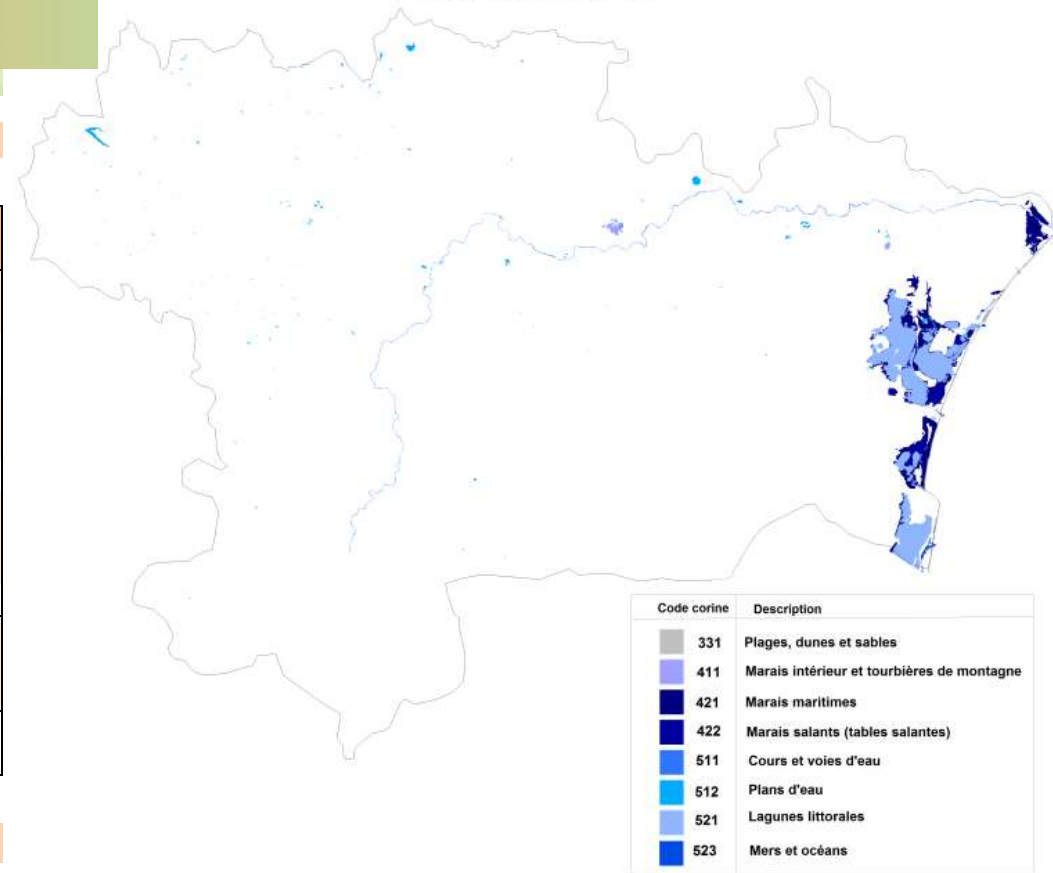 Code corine Description
331 Plages, dunes et sables
411 Marais intérieur et tourbières de montagne
421 Marais maritimes
422 Marais salants (tables salantes)
511 Cours et voies d'eau
512 Plans d'eau
521 Lagunes littorales
523 Mers et océans